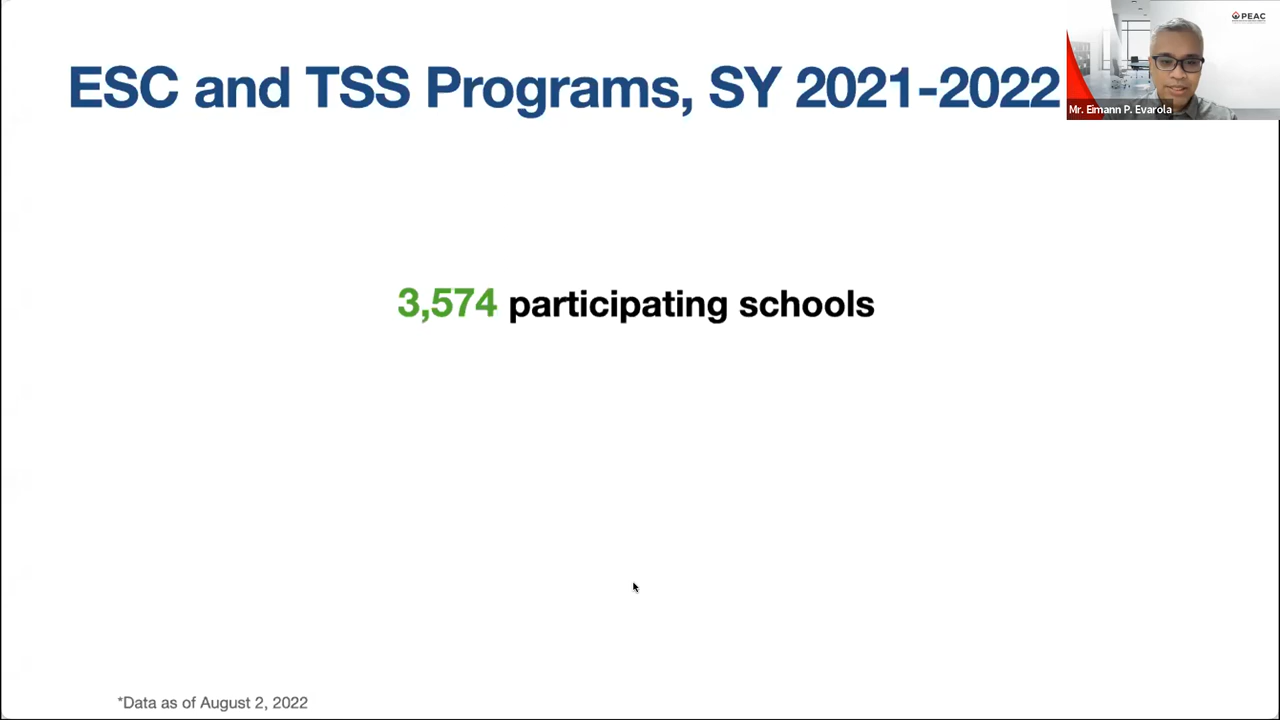 ESC and TSS Programs, SY 2021-2022
PEAC
Mr. Eimann P. Evarola
3,574 participating schools
*Data as of August 2, 2022